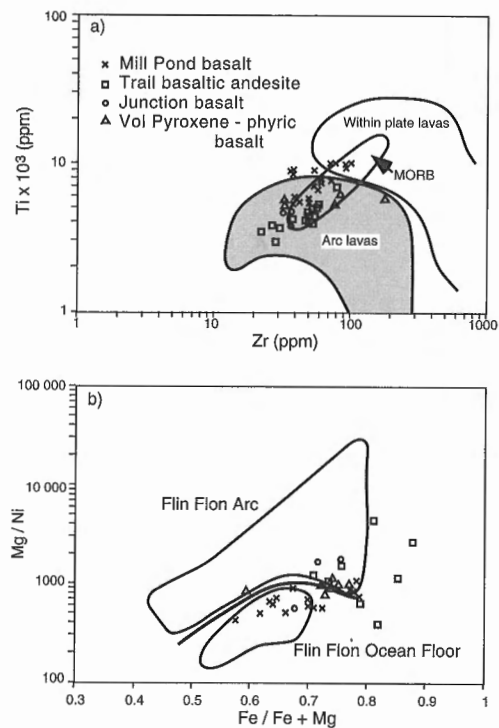 a)
× Mill Pond basalt
□ Trail basaltic andesite
○ Junction basalt
△ Vol Pyroxene - phyric
basalt
Within plate lavas
MORB
Arc lavas
Ti x 10³ (ppm)
100
10
1
1 10 100 1000
Zr (ppm)
b)
Flin Flon Arc
Flin Flon Ocean Floor
Mg / Ni
100 000
10 000
1000
100
0.3 0.4 0.5 0.6 0.7 0.8 0.9 1
Fe / Fe + Mg